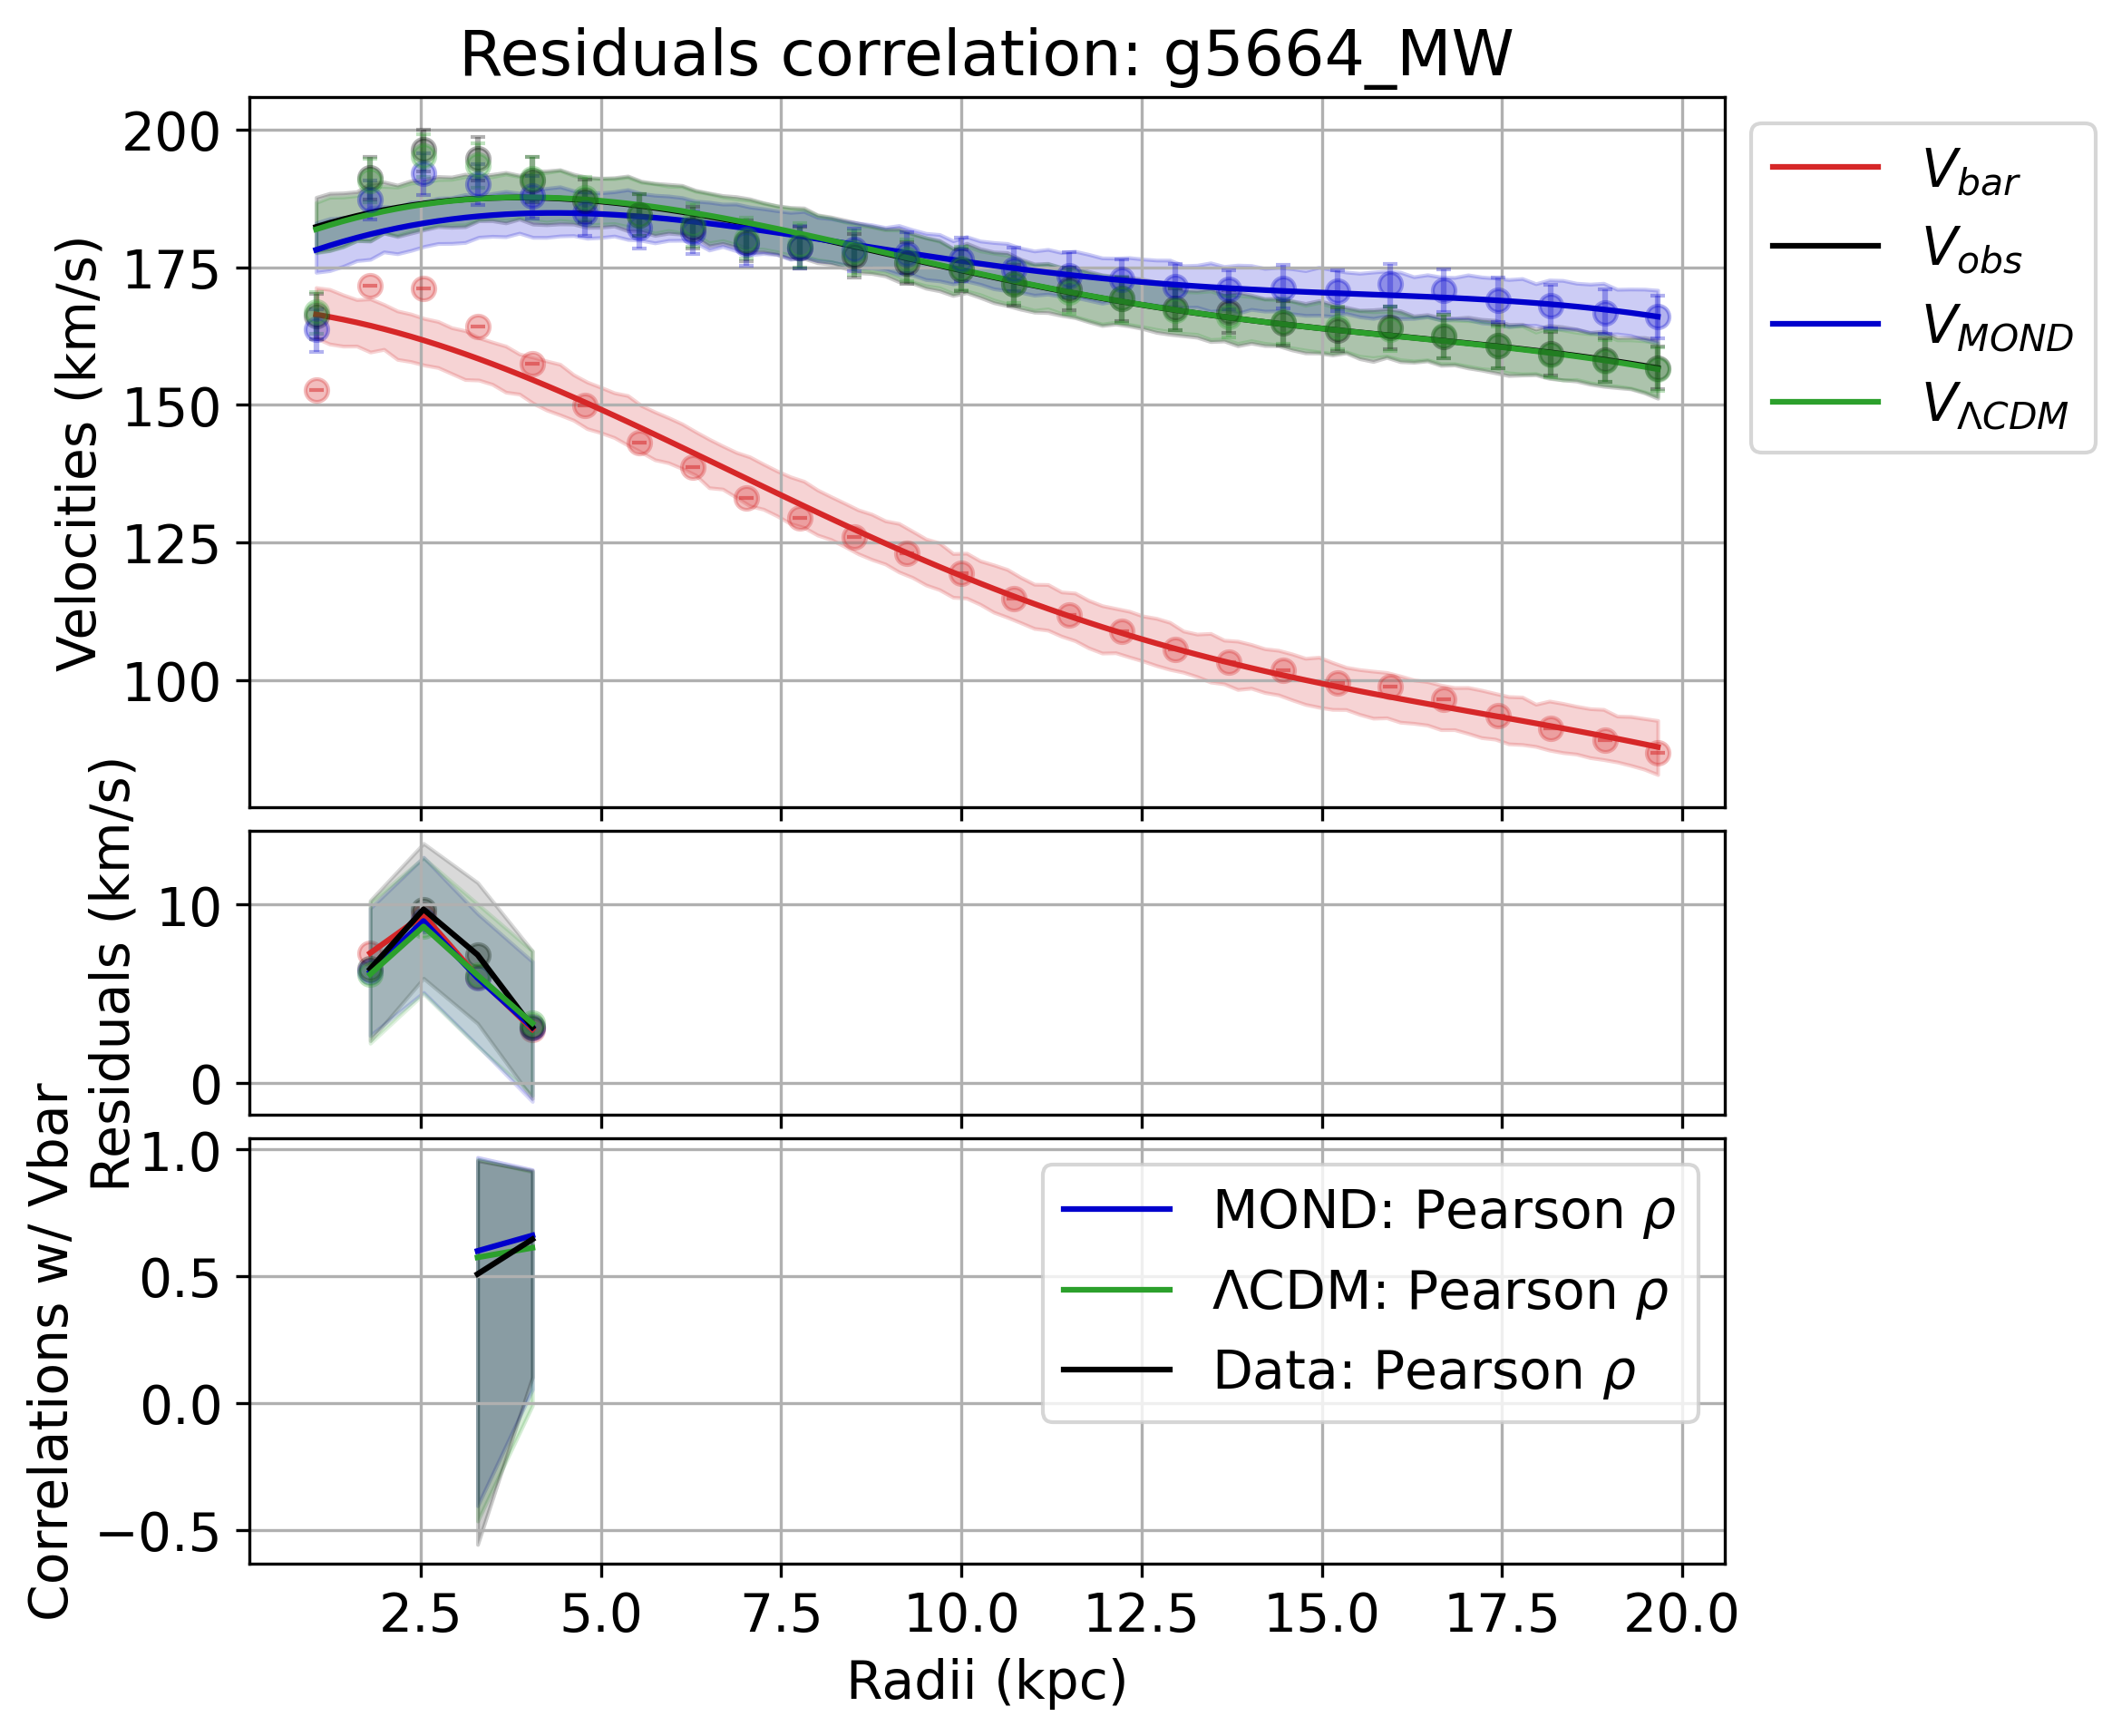 Residuals correlation: g5664_MW
Velocities (km/s)
200
175
150
125
100
V_bar
V_obs
V_MOND
V_ΛCDM
Residuals (km/s)
10
0
Correlations w/ Vbar
1.0
0.5
0.0
−0.5
MOND: Pearson ρ
ΛCDM: Pearson ρ
Data: Pearson ρ
2.5 5.0 7.5 10.0 12.5 15.0 17.5 20.0
Radii (kpc)